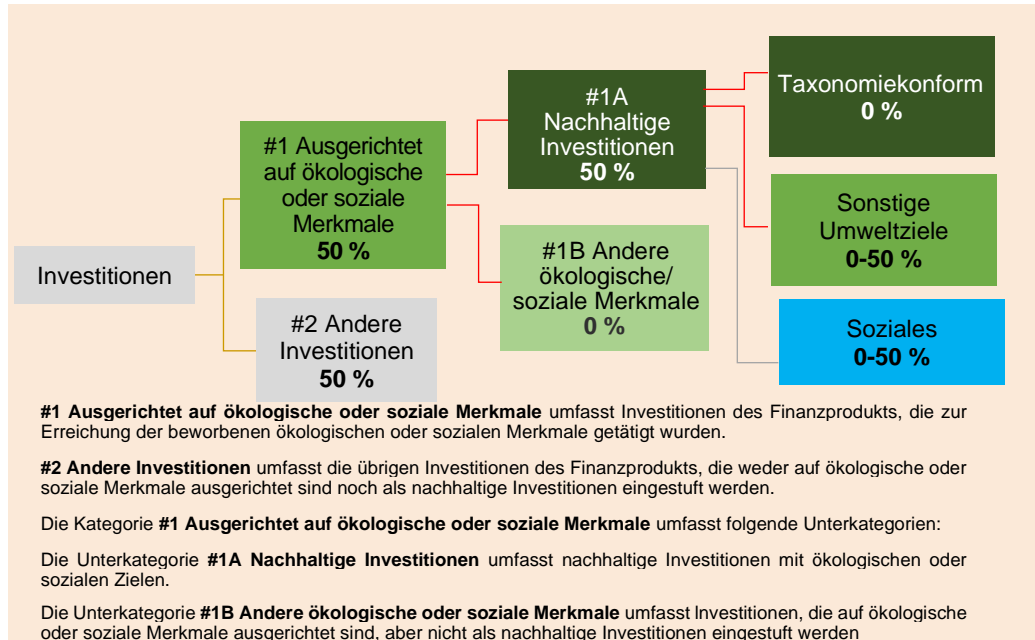 Investitionen
#1 Ausgerichtet
auf ökologische
oder soziale
Merkmale
50 %
#2 Andere
Investitionen
50 %
#1A
Nachhaltige
Investitionen
50 %
#1B Andere
ökologische/
soziale Merkmale
0 %
Taxonomiekonform
0 %
Sonstige
Umweltziele
0-50 %
Soziales
0-50 %
#1 Ausgerichtet auf ökologische oder soziale Merkmale umfasst Investitionen des Finanzprodukts, die zur
Erreichung der beworbenen ökologischen oder sozialen Merkmale getätigt wurden.
#2 Andere Investitionen umfasst die übrigen Investitionen des Finanzprodukts, die weder auf ökologische oder
soziale Merkmale ausgerichtet sind noch als nachhaltige Investitionen eingestuft werden.
Die Kategorie #1 Ausgerichtet auf ökologische oder soziale Merkmale umfasst folgende Unterkategorien:
Die Unterkategorie #1A Nachhaltige Investitionen umfasst nachhaltige Investitionen mit ökologischen oder
sozialen Zielen.
Die Unterkategorie #1B Andere ökologische oder soziale Merkmale umfasst Investitionen, die auf ökologische
oder soziale Merkmale ausgerichtet sind, aber nicht als nachhaltige Investitionen eingestuft werden